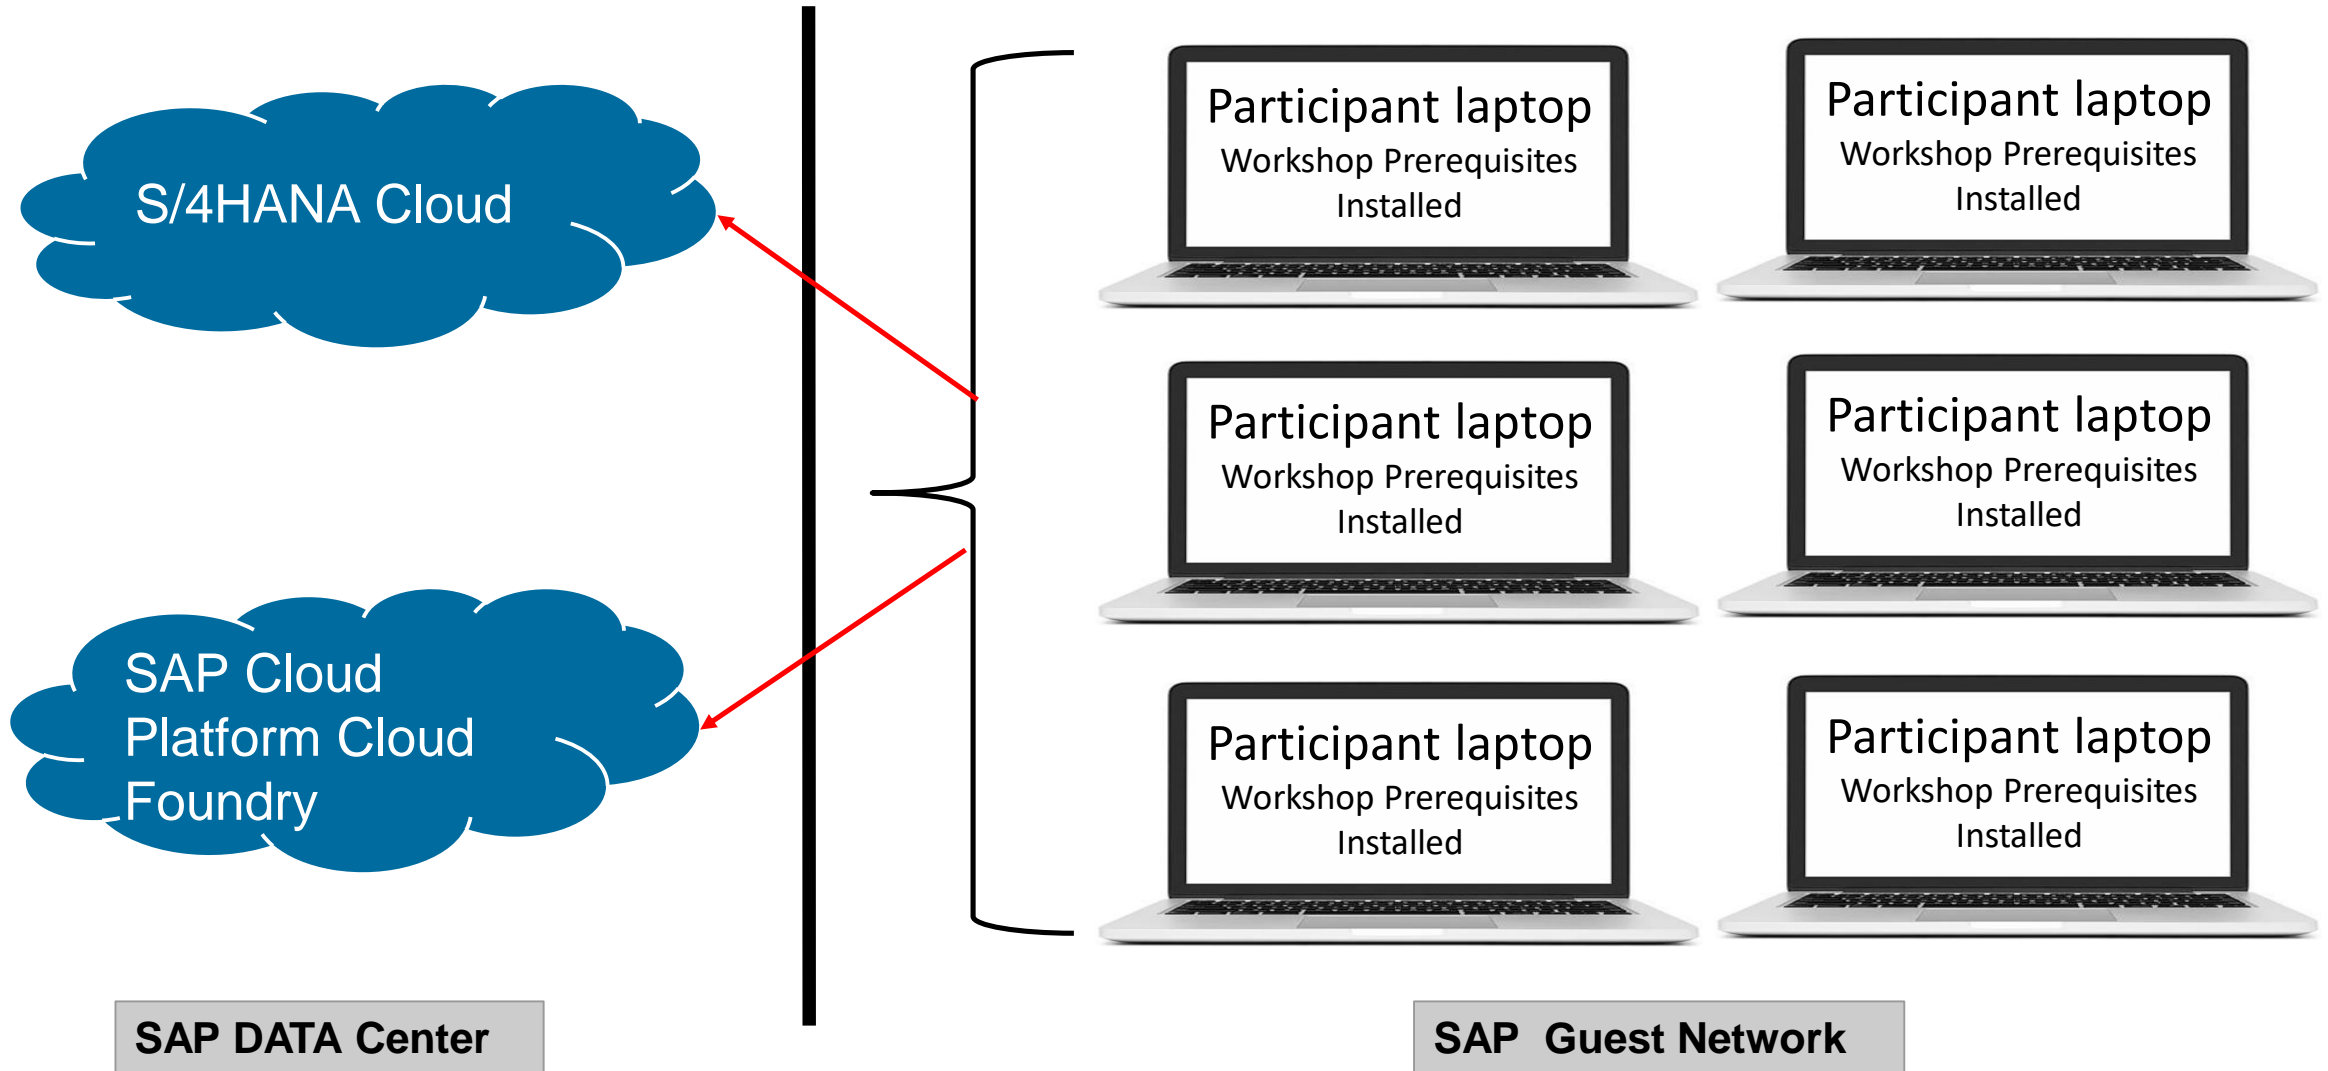 S/4HANA Cloud
SAP Cloud
Platform Cloud
Foundry
SAP DATA Center
Participant laptop
Workshop Prerequisites
Installed
Participant laptop
Workshop Prerequisites
Installed
Participant laptop
Workshop Prerequisites
Installed
Participant laptop
Workshop Prerequisites
Installed
Participant laptop
Workshop Prerequisites
Installed
Participant laptop
Workshop Prerequisites
Installed
SAP  Guest Network